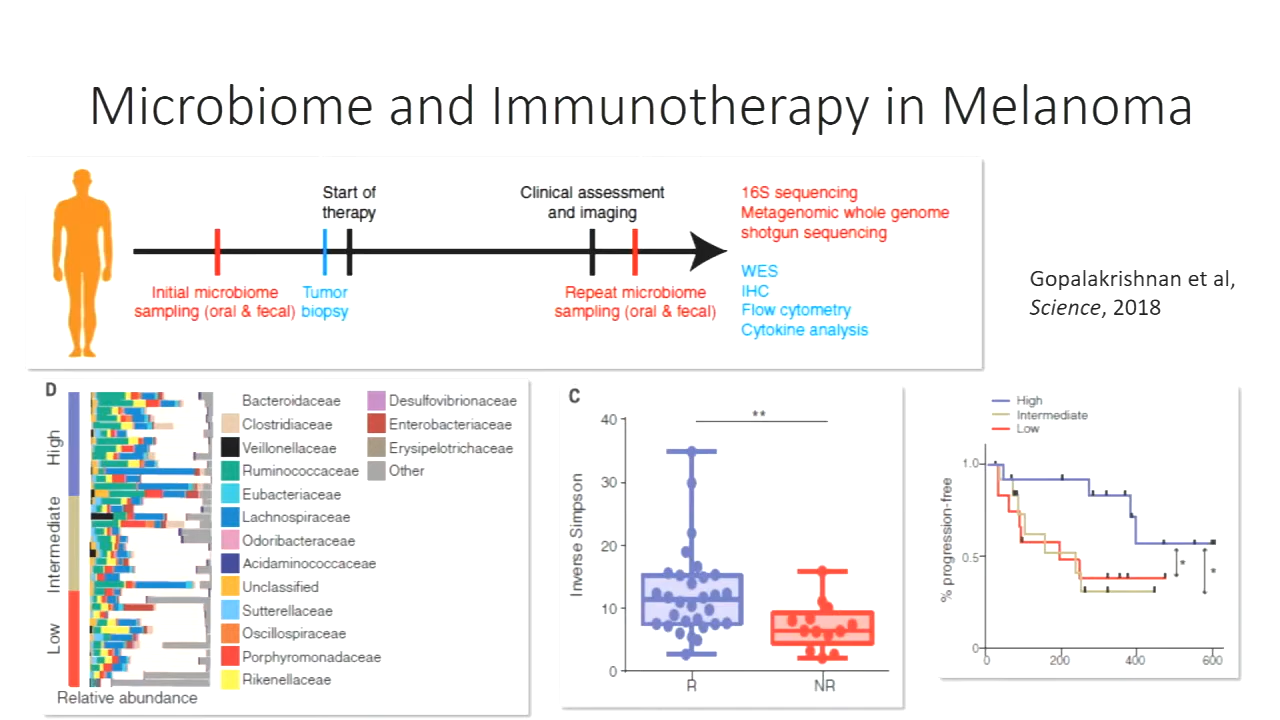 Microbiome and Immunotherapy in Melanoma
Start of
therapy
Clinical assessment
and imaging
Initial microbiome
sampling (oral & fecal)
Tumor
biopsy
Repeat microbiome
sampling (oral & fecal)
16S sequencing
Metagenomic whole genome
shotgun sequencing
WES
IHC
Flow cytometry
Cytokine analysis
Gopalakrishnan et al,
Science, 2018
D
High
Intermediate
Low
Relative abundance
Bacteroidaceae
Clostridiaceae
Veillonellaceae
Ruminococcaceae
Eubacteriaceae
Lachnospiraceae
Odoribacteraceae
Acidaminococcaceae
Unclassified
Sutterellaceae
Oscillospiraceae
Porphyromonadaceae
Rikenellaceae
Desulfovibrionaceae
Enterobacteriaceae
Erysipelotrichaceae
Other
C
**
Inverse Simpson
40
30
20
10
0
R
NR
High
Intermediate
Low
% progression-free
1.0
0.5
0
0
200
400
600
*
*